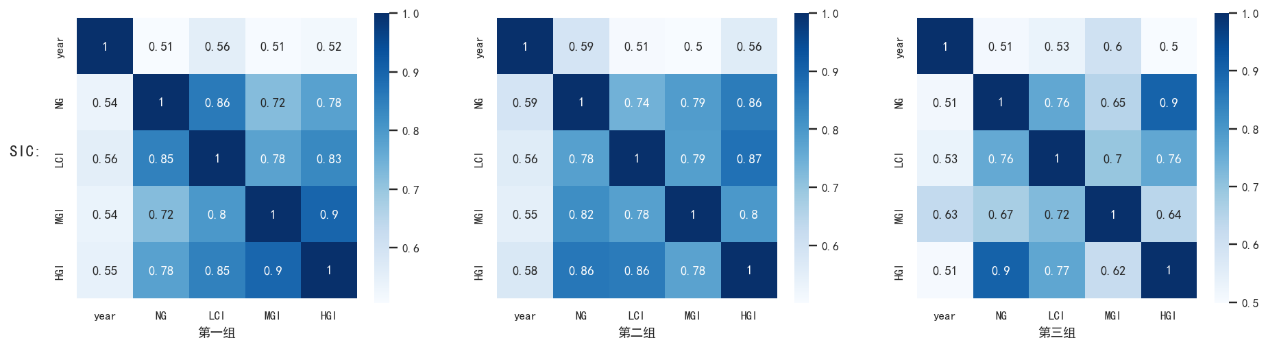 SIC:
year 1 0.51 0.56 0.51 0.52
NG 0.54 1 0.86 0.72 0.78
LCI 0.56 0.85 1 0.78 0.83
MGI 0.54 0.72 0.8 1 0.9
HGI 0.55 0.78 0.85 0.9 1
year NG LCI MGI HGI
第一组
1.0
0.9
0.8
0.7
0.6
year 1 0.59 0.51 0.5 0.56
NG 0.59 1 0.74 0.79 0.86
LCI 0.56 0.78 1 0.79 0.87
MGI 0.55 0.82 0.78 1 0.8
HGI 0.58 0.86 0.86 0.78 1
year NG LCI MGI HGI
第二组
1.0
0.9
0.8
0.7
0.6
year 1 0.51 0.53 0.6 0.5
NG 0.51 1 0.76 0.65 0.9
LCI 0.53 0.76 1 0.7 0.76
MGI 0.63 0.67 0.72 1 0.64
HGI 0.51 0.9 0.77 0.62 1
year NG LCI MGI HGI
第三组
1.0
0.9
0.8
0.7
0.6
0.5